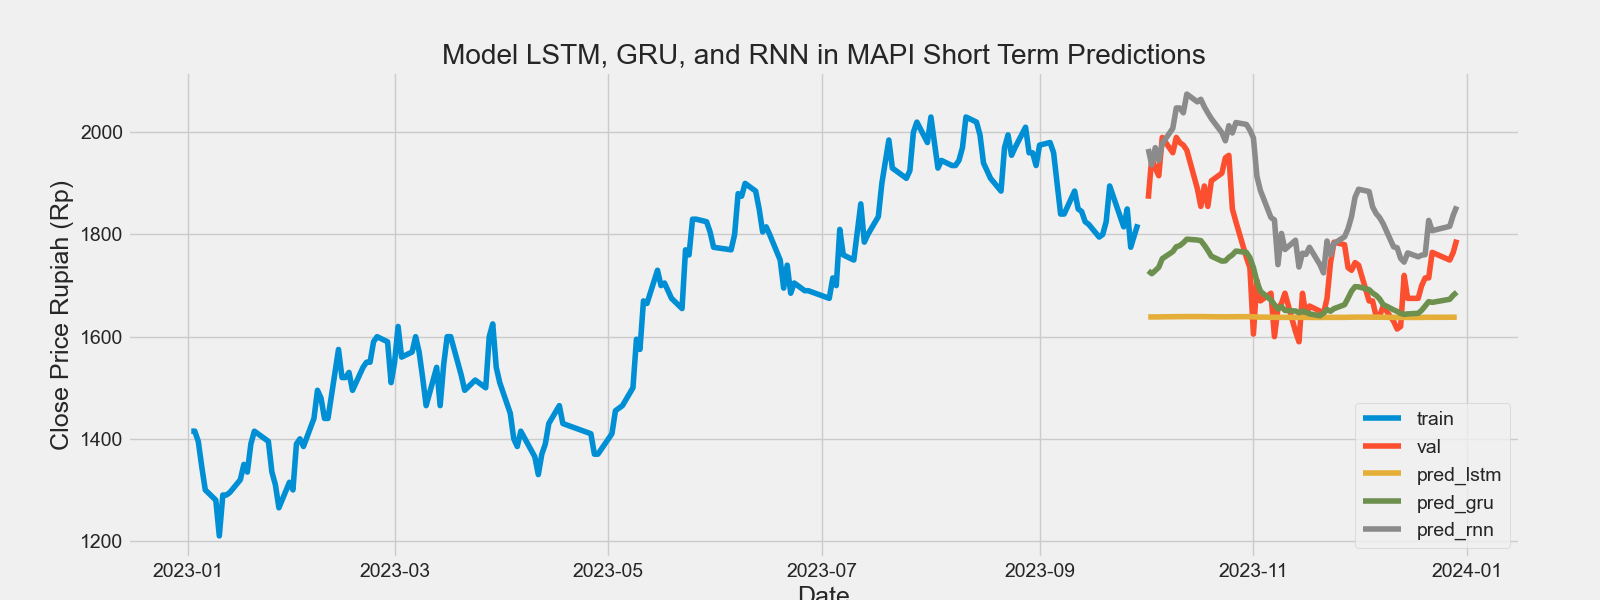 Model LSTM, GRU, and RNN in MAPI Short Term Predictions
Close Price Rupiah (Rp)
2000
1800
1600
1400
1200
train
val
pred_lstm
pred_gru
pred_rnn
2023-01 2023-03 2023-05 2023-07 2023-09 2023-11 2024-01
Date